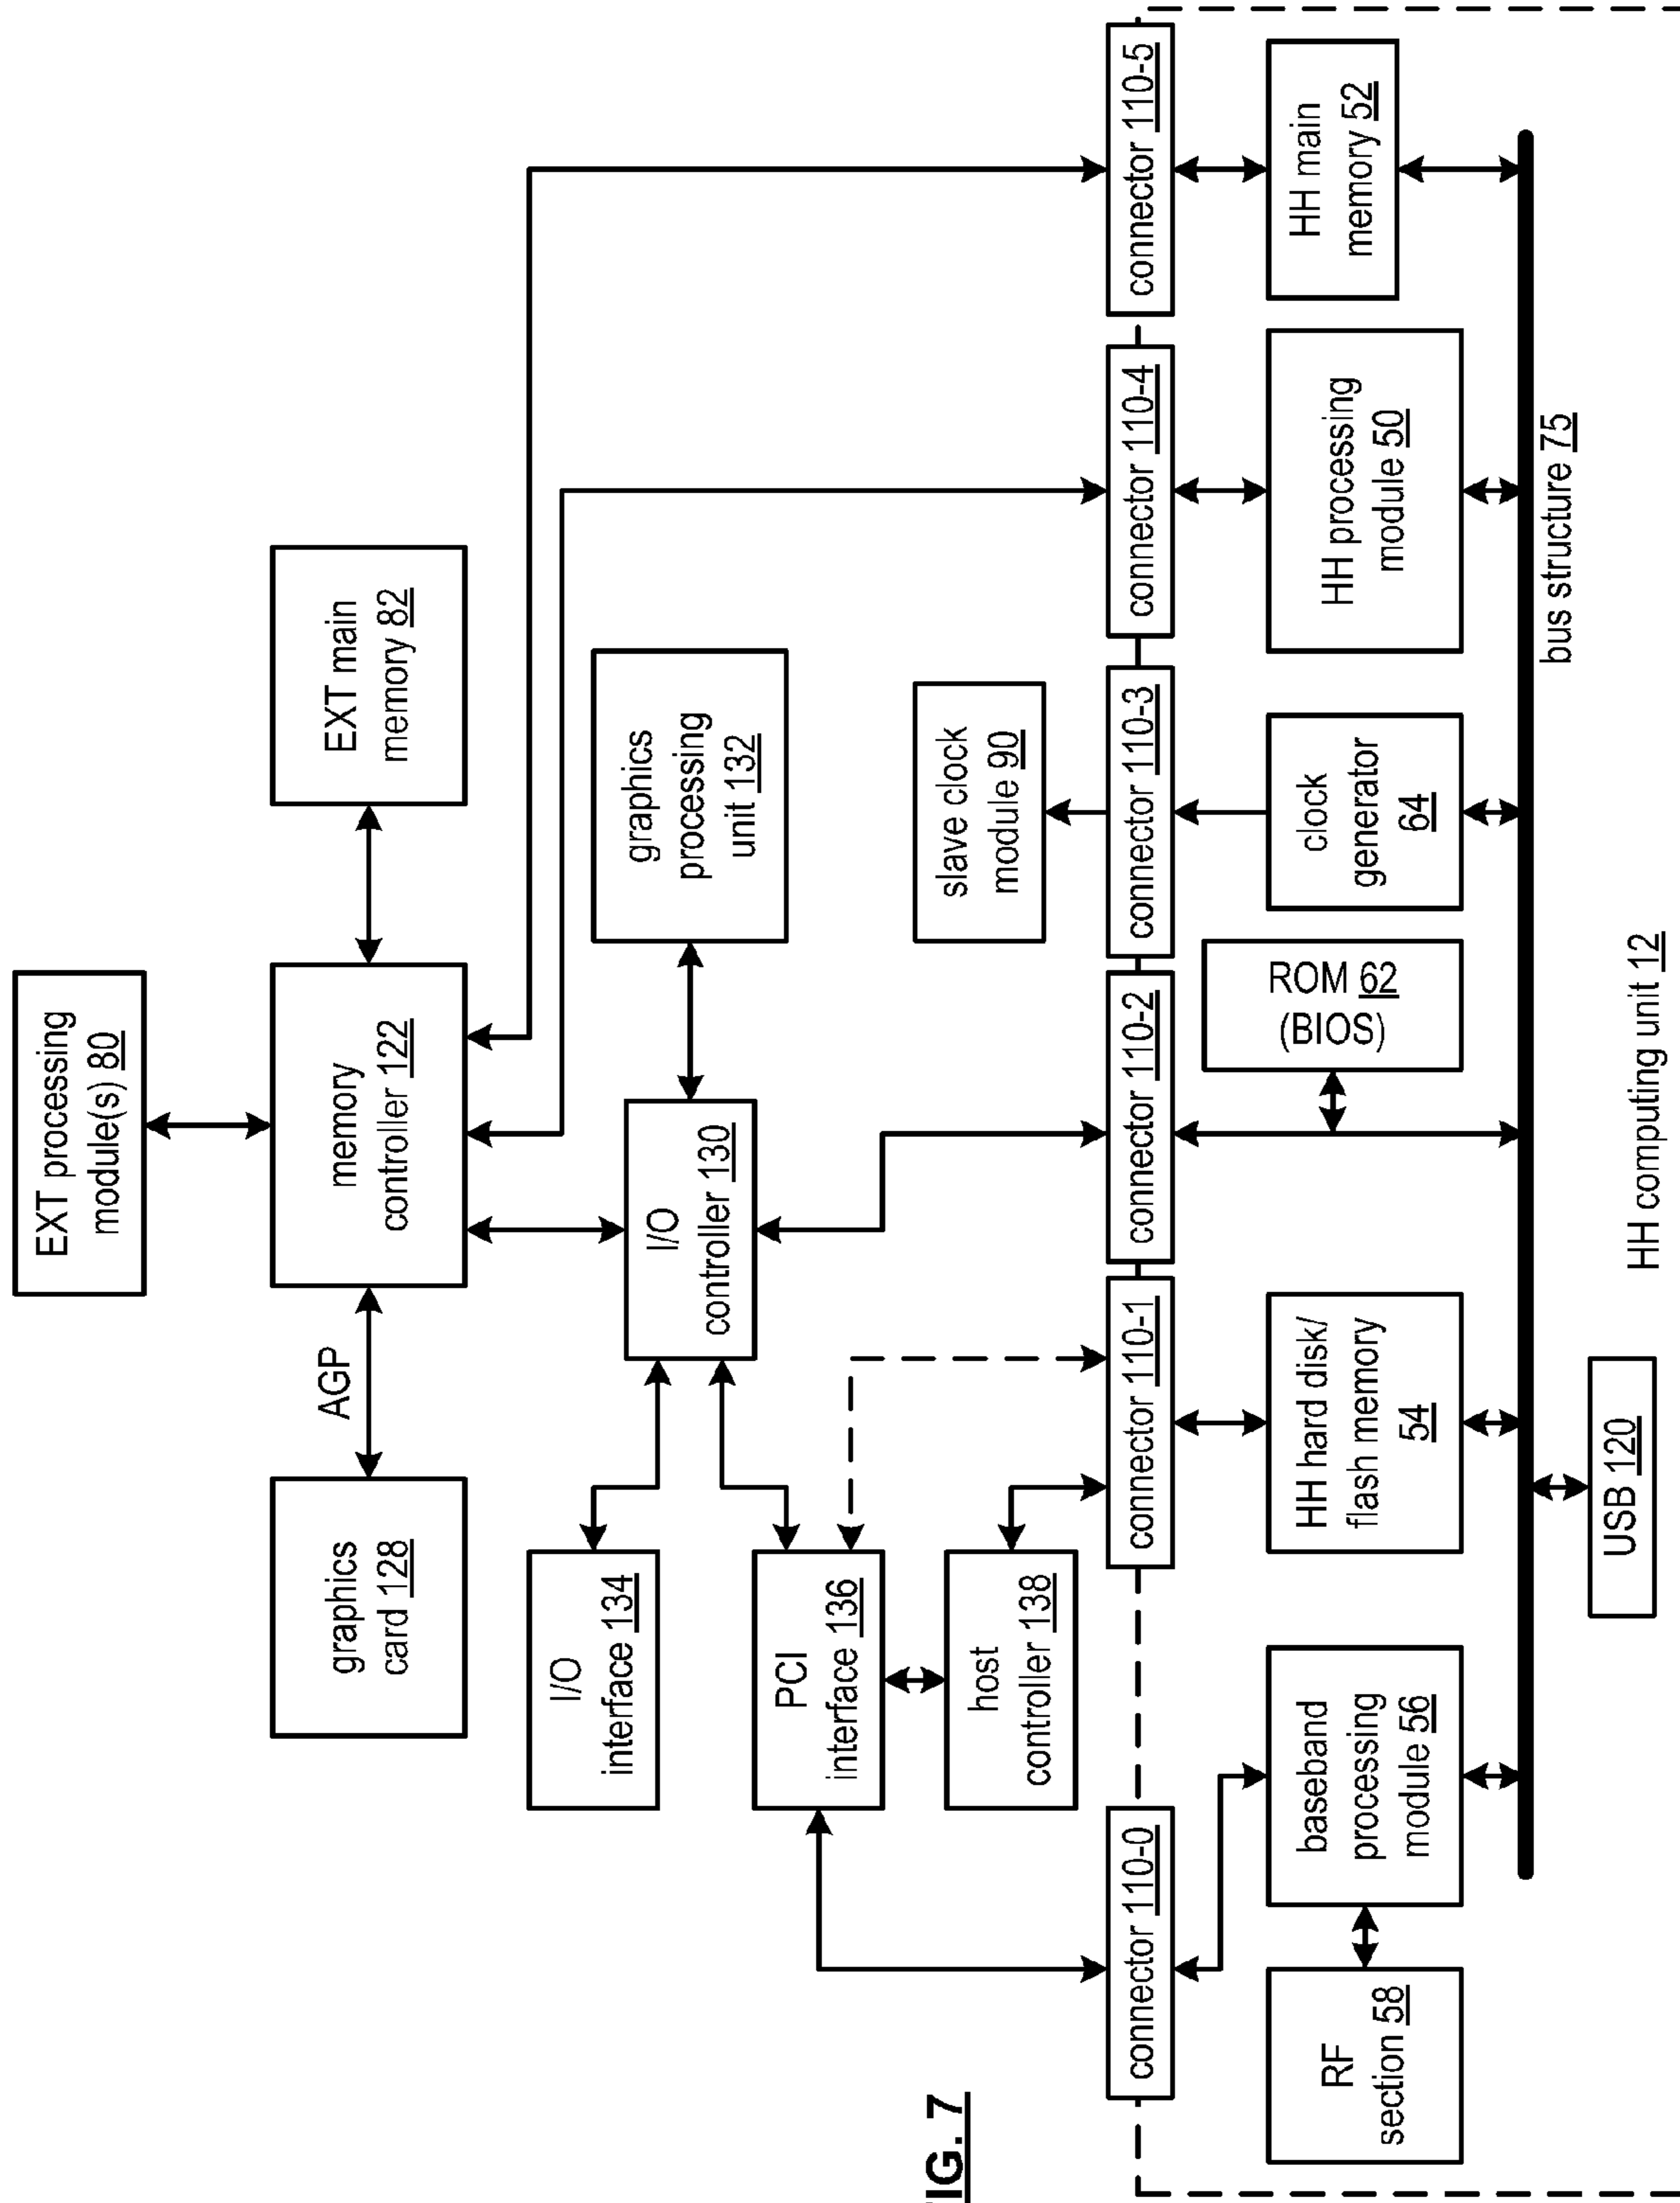 EXT processing
module(s) 80
AGP
graphics
card 128
memory
controller 122
EXT main
memory 82
I/O
interface 134
I/O
controller 130
graphics
processing
unit 132
PCI
interface 136
host
controller 138
slave clock
module 90
connector 110-0
connector 110-1
connector 110-2
connector 110-3
connector 110-4
connector 110-5
RF
section 58
baseband
processing
module 56
HH hard disk/
flash memory
54
ROM 62
(BIOS)
clock
generator
64
HH processing
module 50
HH main
memory 52
bus structure 75
USB 120
HH computing unit 12
IG. 7